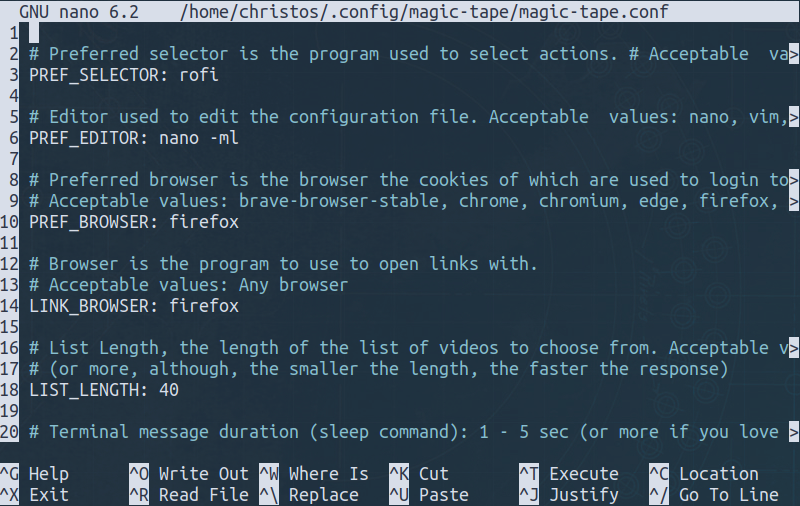 GNU nano 6.2    /home/christos/.config/magic-tape/magic-tape.conf
1
2 # Preferred selector is the program used to select actions. # Acceptable  va>
3 PREF_SELECTOR: rofi
4
5 # Editor used to edit the configuration file. Acceptable  values: nano, vim,>
6 PREF_EDITOR: nano -ml
7
8 # Preferred browser is the browser the cookies of which are used to login to>
9 # Acceptable values: brave-browser-stable, chrome, chromium, edge, firefox, >
10 PREF_BROWSER: firefox
11
12 # Browser is the program to use to open links with.
13 # Acceptable values: Any browser
14 LINK_BROWSER: firefox
15
16 # List Length, the length of the list of videos to choose from. Acceptable v>
17 # (or more, although, the smaller the length, the faster the response)
18 LIST_LENGTH: 40
19
20 # Terminal message duration (sleep command): 1 - 5 sec (or more if you love >
^G Help ^O Write Out ^W Where Is ^K Cut ^T Execute ^C Location
^X Exit ^R Read File ^\ Replace ^U Paste ^J Justify ^/ Go To Line